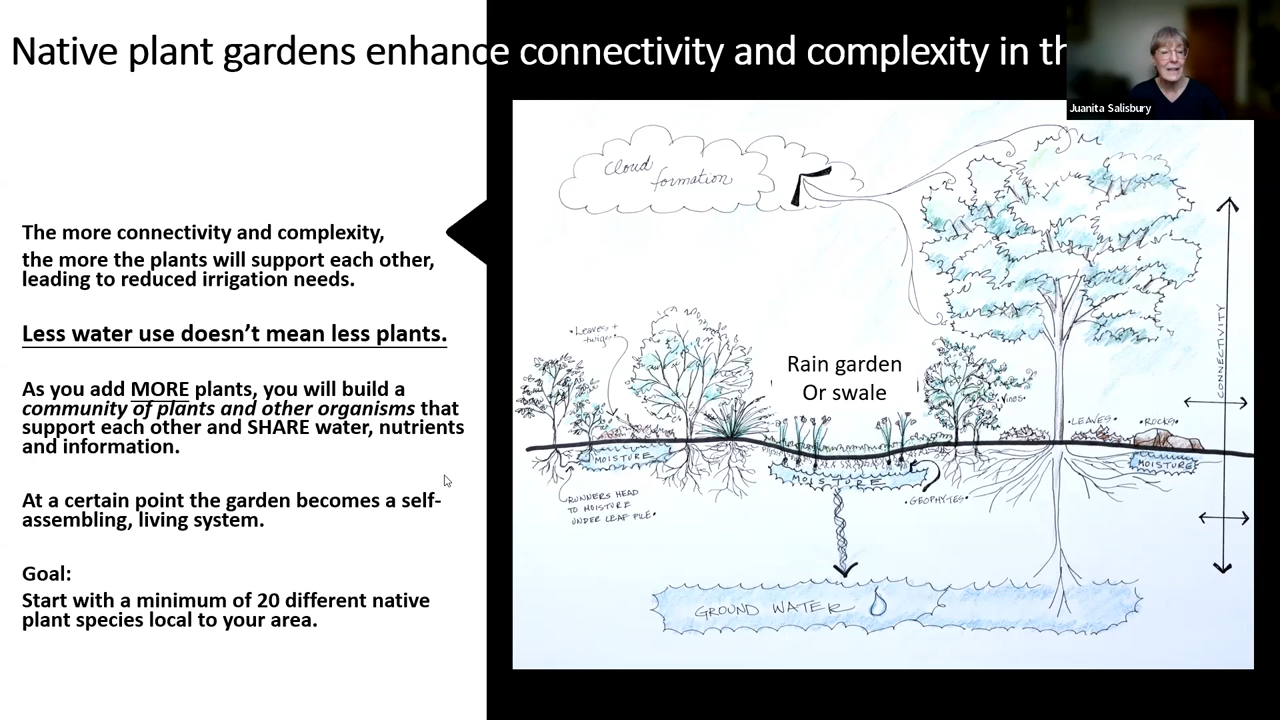 Native plant gardens enhance connectivity and complexity in th
Juanita Salisbury
The more connectivity and complexity,
the more the plants will support each other,
leading to reduced irrigation needs.
Less water use doesn’t mean less plants.
As you add MORE plants, you will build a
community of plants and other organisms that
support each other and SHARE water, nutrients
and information.
At a certain point the garden becomes a self-
assembling, living system.
Goal:
Start with a minimum of 20 different native
plant species local to your area.
Cloud
formation
•Leaves +
twigs•
Rain garden
Or swale
•Vines•
CONNECTIVITY
•LEAVES•
•ROCKS•
MOISTURE
MOISTURE
MOISTURE
•GEOPHYTES•
RUNNERS HEAD
TO MOISTURE
UNDER LEAF PILE•
GROUND WATER